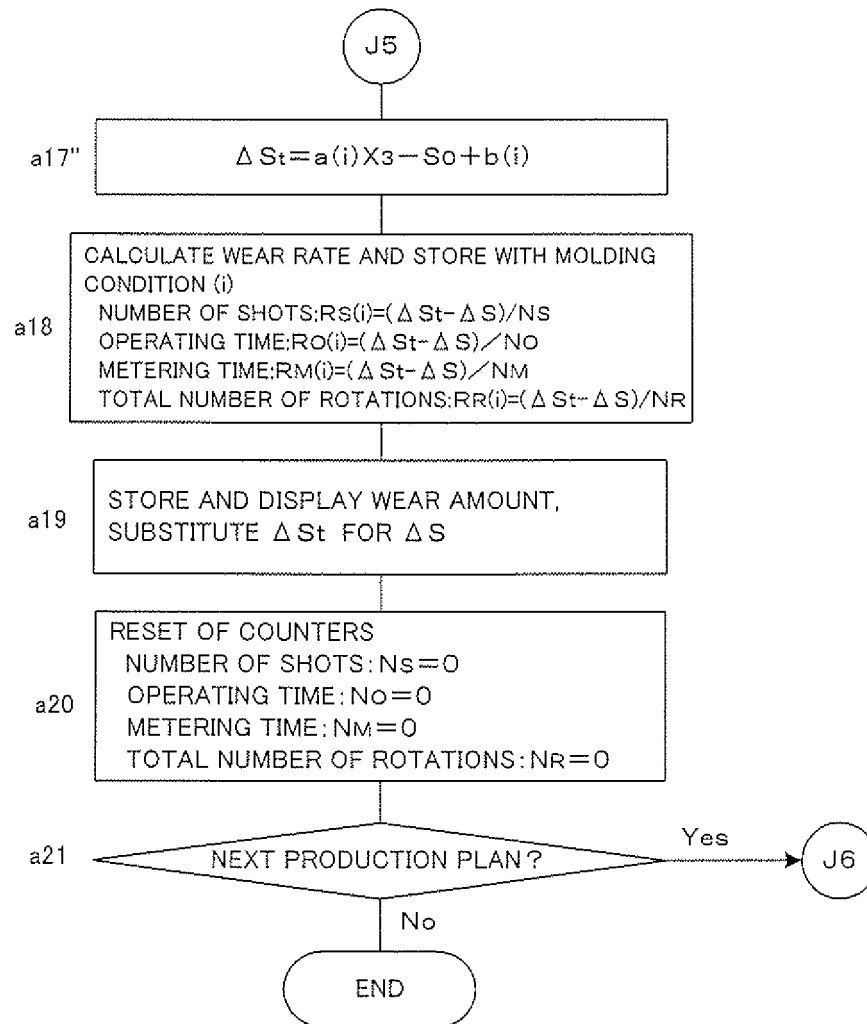 J5
a17"
ΔSt=a(i)X3-S0+b(i)
a18
CALCULATE WEAR RATE AND STORE WITH MOLDING
CONDITION (i)
NUMBER OF SHOTS:RS(i)=(ΔSt-ΔS)/NS
OPERATING TIME:RO(i)=(ΔSt-ΔS)/NO
METERING TIME:RM(i)=(ΔSt-ΔS)/NM
TOTAL NUMBER OF ROTATIONS:RR(i)=(ΔSt-ΔS)/NR
a19
STORE AND DISPLAY WEAR AMOUNT,
SUBSTITUTE ΔSt FOR ΔS
a20
RESET OF COUNTERS
NUMBER OF SHOTS:NS=0
OPERATING TIME:NO=0
METERING TIME:NM=0
TOTAL NUMBER OF ROTATIONS:NR=0
a21
NEXT PRODUCTION PLAN?
Yes
J6
No
END